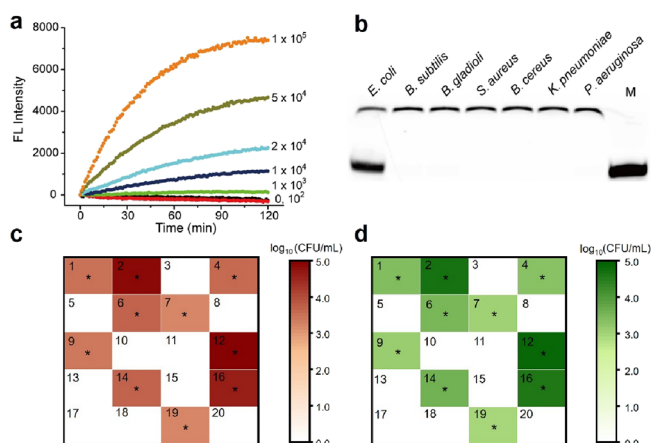 a
8000
6000
4000
2000
0
FL Intensity
0 30 60 90 120
Time (min)
1 x 10⁵
5 x 10⁴
2 x 10⁴
1 x 10⁴
1 x 10³
0, 10²
b
E. coli B. subtilis B. gladioli S. aureus B. cereus K. pneumoniae P. aeruginosa M
c
log₁₀(CFU/mL)
1 * 2 * 3 4 *
5 6 * 7 * 8
9 * 10 11 12 *
13 14 * 15 16 *
17 18 19 * 20
5.0
4.0
3.0
2.0
1.0
0.0
d
log₁₀(CFU/mL)
1 * 2 * 3 4 *
5 6 * 7 * 8
9 * 10 11 12 *
13 14 * 15 16 *
17 18 19 * 20
5.0
4.0
3.0
2.0
1.0
0.0